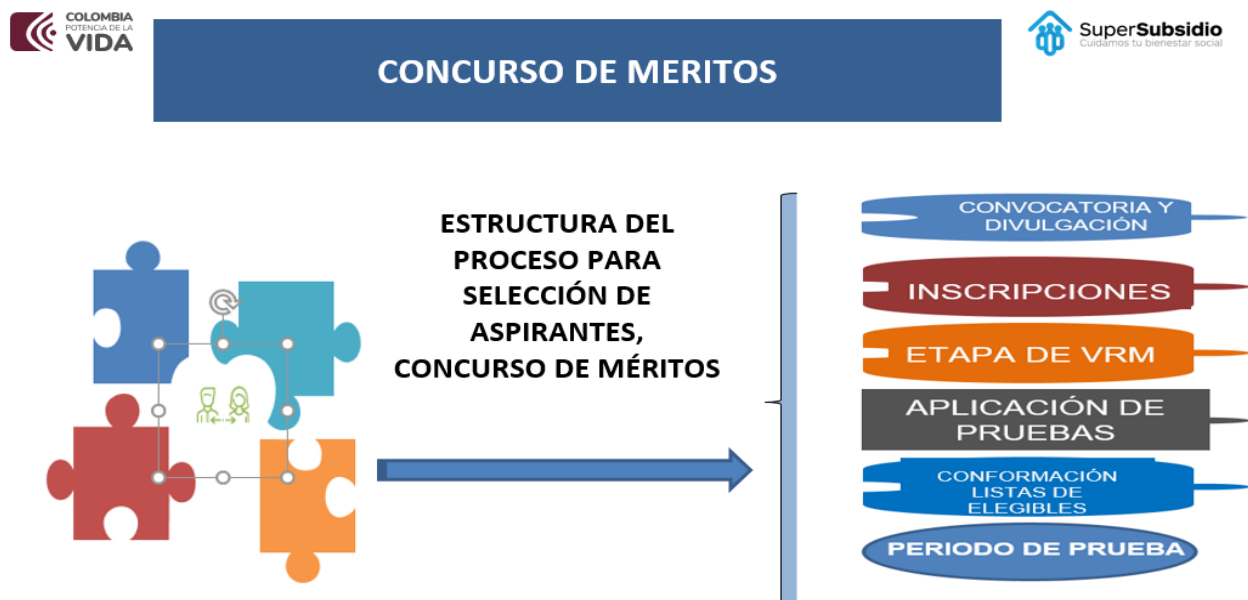 COLOMBIA
POTENCIA DE LA
VIDA
CONCURSO DE MERITOS
SuperSubsidio
Cuidamos tu bienestar social
ESTRUCTURA DEL
PROCESO PARA
SELECCIÓN DE
ASPIRANTES,
CONCURSO DE MÉRITOS
CONVOCATORIA Y
DIVULGACIÓN
INSCRIPCIONES
ETAPA DE VRM
APLICACIÓN DE
PRUEBAS
CONFORMACIÓN
LISTAS DE
ELEGIBLES
PERIODO DE PRUEBA